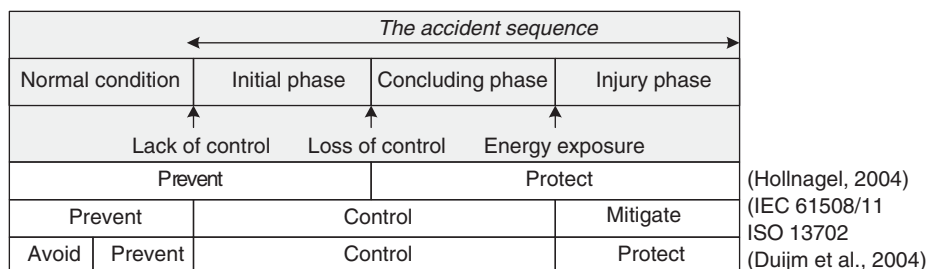 The accident sequence
Normal condition Initial phase Concluding phase Injury phase
Lack of control Loss of control Energy exposure
Prevent Protect (Hollnagel, 2004)
Prevent Control Mitigate (IEC 61508/11
ISO 13702
Avoid Prevent Control Protect (Duijm et al., 2004)